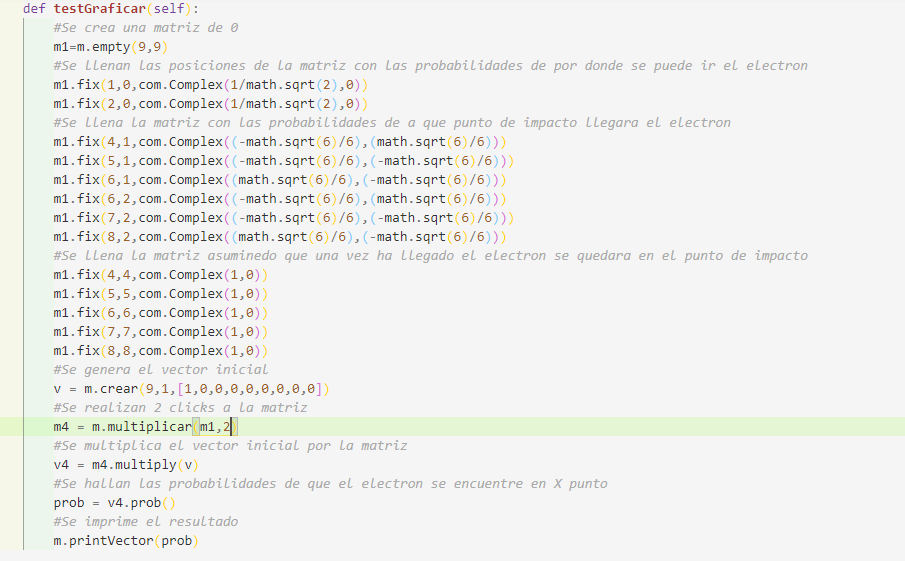 def testGraficar(self):
#Se crea una matriz de 0
m1=m.empty(9,9)
#Se llenan las posiciones de la matriz con las probabilidades de por donde se puede ir el electron
m1.fix(1,0,com.Complex(1/math.sqrt(2),0))
m1.fix(2,0,com.Complex(1/math.sqrt(2),0))
#Se llena la matriz con las probabilidades de a que punto de impacto llegara el electron
m1.fix(4,1,com.Complex((-math.sqrt(6)/6),(math.sqrt(6)/6)))
m1.fix(5,1,com.Complex((-math.sqrt(6)/6),(-math.sqrt(6)/6)))
m1.fix(6,1,com.Complex((math.sqrt(6)/6),(-math.sqrt(6)/6)))
m1.fix(6,2,com.Complex((-math.sqrt(6)/6),(math.sqrt(6)/6)))
m1.fix(7,2,com.Complex((-math.sqrt(6)/6),(-math.sqrt(6)/6)))
m1.fix(8,2,com.Complex((math.sqrt(6)/6),(-math.sqrt(6)/6)))
#Se llena la matriz asuminedo que una vez ha llegado el electron se quedara en el punto de impacto
m1.fix(4,4,com.Complex(1,0))
m1.fix(5,5,com.Complex(1,0))
m1.fix(6,6,com.Complex(1,0))
m1.fix(7,7,com.Complex(1,0))
m1.fix(8,8,com.Complex(1,0))
#Se genera el vector inicial
v = m.crear(9,1,[1,0,0,0,0,0,0,0,0])
#Se realizan 2 clicks a la matriz
m4 = m.multiplicar(m1,2)
#Se multiplica el vector inicial por la matriz
v4 = m4.multiply(v)
#Se hallan las probabilidades de que el electron se encuentre en X punto
prob = v4.prob()
#Se imprime el resultado
m.printVector(prob)